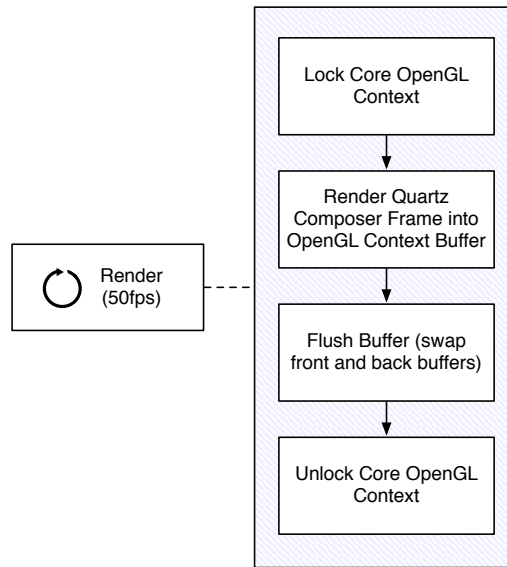 Lock Core OpenGL
Context
Render Quartz
Composer Frame into
OpenGL Context Buffer
Render
(50fps)
Flush Buffer (swap
front and back buffers)
Unlock Core OpenGL
Context